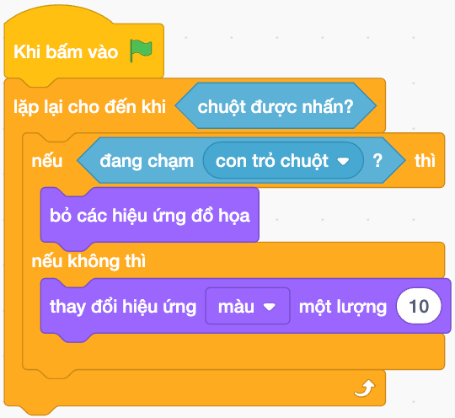 Khi bấm vào
lặp lại cho đến khi chuột được nhấn?
nếu đang chạm con trỏ chuột ? thì
bỏ các hiệu ứng đồ họa
nếu không thì
thay đổi hiệu ứng màu một lượng 10